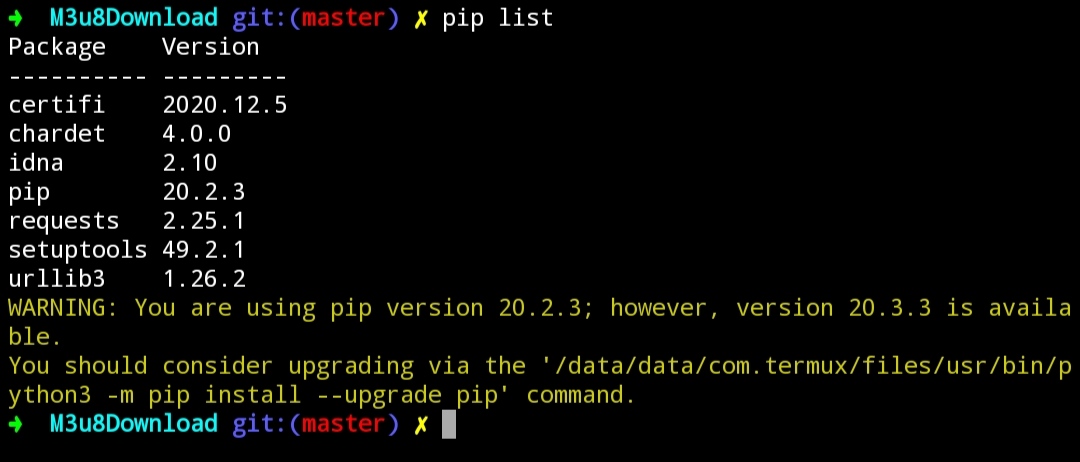 ➜  M3u8Download git:(master) ✗ pip list
Package    Version
---------- ---------
certifi    2020.12.5
chardet    4.0.0
idna       2.10
pip        20.2.3
requests   2.25.1
setuptools 49.2.1
urllib3    1.26.2
WARNING: You are using pip version 20.2.3; however, version 20.3.3 is availa
ble.
You should consider upgrading via the '/data/data/com.termux/files/usr/bin/p
ython3 -m pip install --upgrade pip' command.
➜  M3u8Download git:(master) ✗